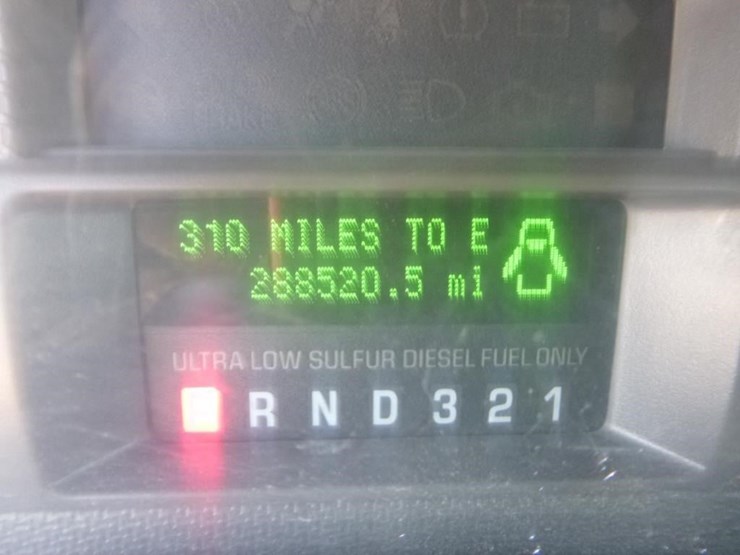 310 MILES TO E
288520.5 mi
ULTRA LOW SULFUR DIESEL FUEL ONLY
R N D 3 2 1